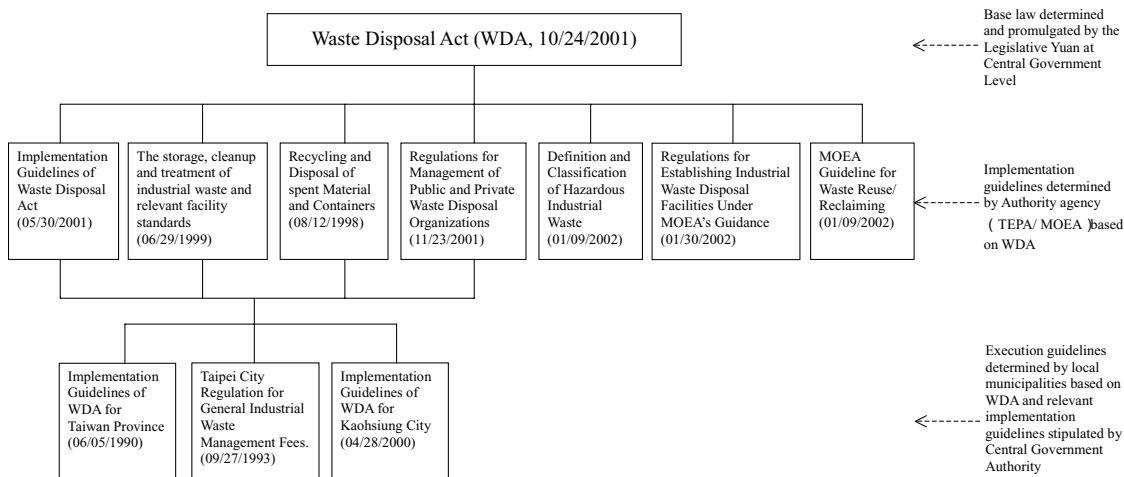 Waste Disposal Act (WDA, 10/24/2001)
Base law determined
and promulgated by the
Legislative Yuan at
Central Government
Level
Implementation
Guidelines of
Waste Disposal
Act
(05/30/2001)
The storage, cleanup
and treatment of
industrial waste and
relevant facility
standards
(06/29/1999)
Recycling and
Disposal of
spent Material
and Containers
(08/12/1998)
Regulations for
Management of
Public and Private
Waste Disposal
Organizations
(11/23/2001)
Definition and
Classification
of Hazardous
Industrial
Waste
(01/09/2002)
Regulations for
Establishing Industrial
Waste Disposal
Facilities Under
MOEA's Guidance
(01/30/2002)
MOEA
Guideline for
Waste Reuse/
Reclaiming
(01/09/2002)
Implementation
guidelines determined
by Authority agency
( TEPA/ MOEA )based
on WDA
Implementation
Guidelines of
WDA for
Taiwan Province
(06/05/1990)
Taipei City
Regulation for
General Industrial
Waste
Management Fees.
(09/27/1993)
Implementation
Guidelines of
WDA for
Kaohsiung City
(04/28/2000)
Execution guidelines
determined by local
municipalities based on
WDA and relevant
implementation
guidelines stipulated by
Central Government
Authority